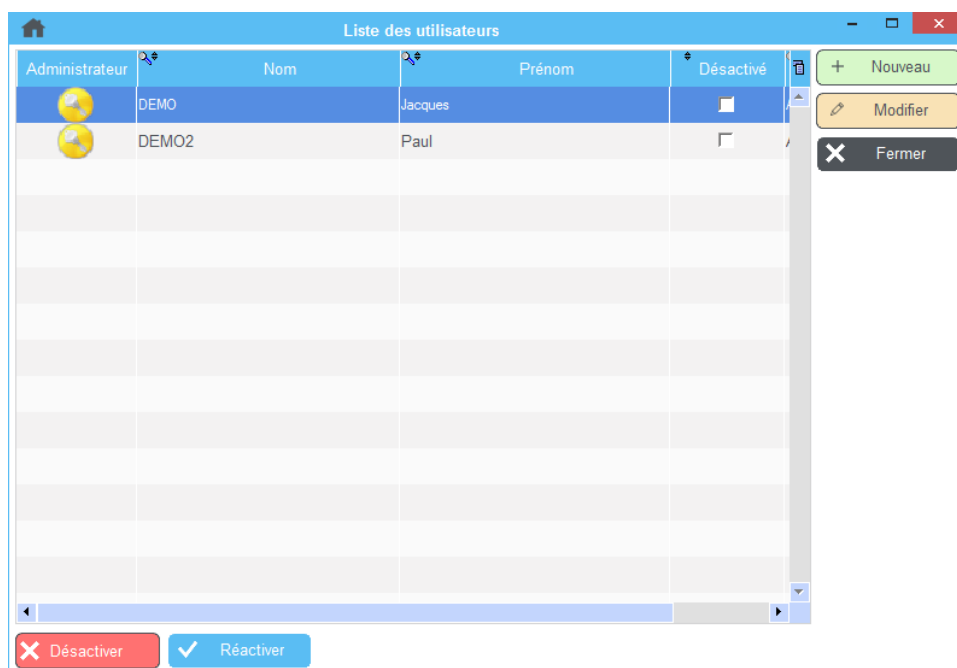 Liste des utilisateurs
Administrateur Nom Prénom Désactivé
DEMO Jacques
DEMO2 Paul
Nouveau
Modifier
Fermer
Désactiver Réactiver